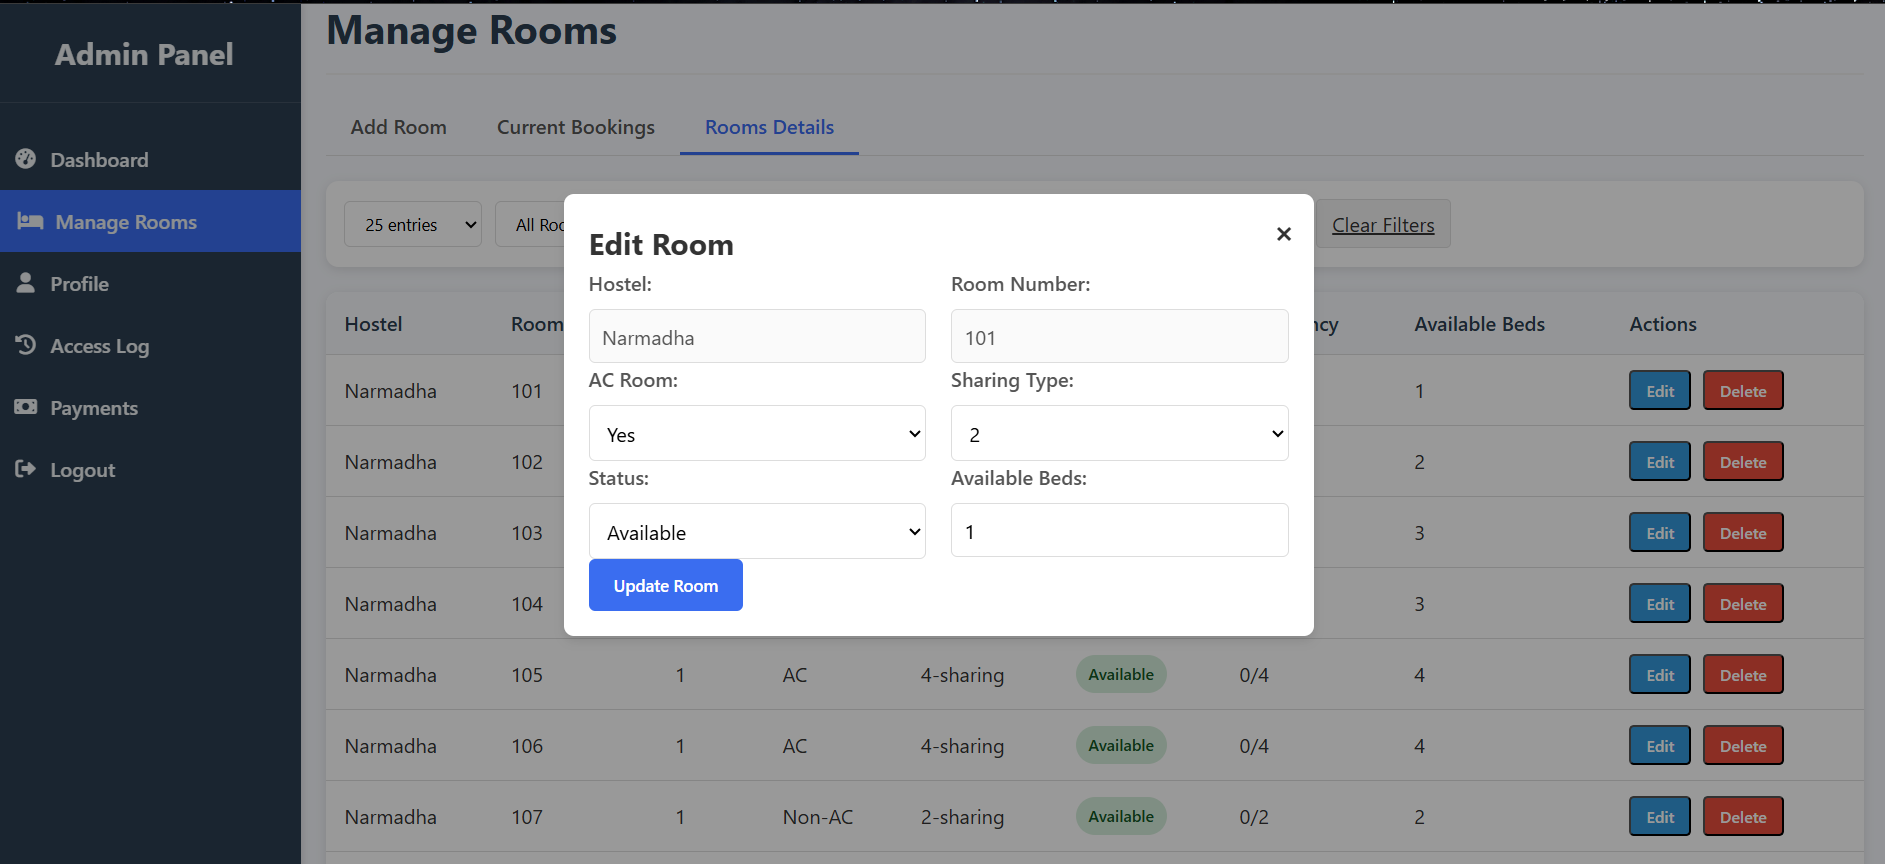 Admin Panel
Dashboard
Manage Rooms
Profile
Access Log
Payments
Logout
Manage Rooms
Add Room Current Bookings Rooms Details
25 entries All Clear Filters
Edit Room
Hostel: Room Number:
Narmadha 101
AC Room: Sharing Type:
Yes 2
Status: Available Beds:
Available 1
Update Room
Hostel Room Available Beds Actions
Narmadha 101 1 Edit Delete
Narmadha 102 2 Edit Delete
Narmadha 103 3 Edit Delete
Narmadha 104 3 Edit Delete
Narmadha 105 1 AC 4-sharing Available 0/4 4 Edit Delete
Narmadha 106 1 AC 4-sharing Available 0/4 4 Edit Delete
Narmadha 107 1 Non-AC 2-sharing Available 0/2 2 Edit Delete